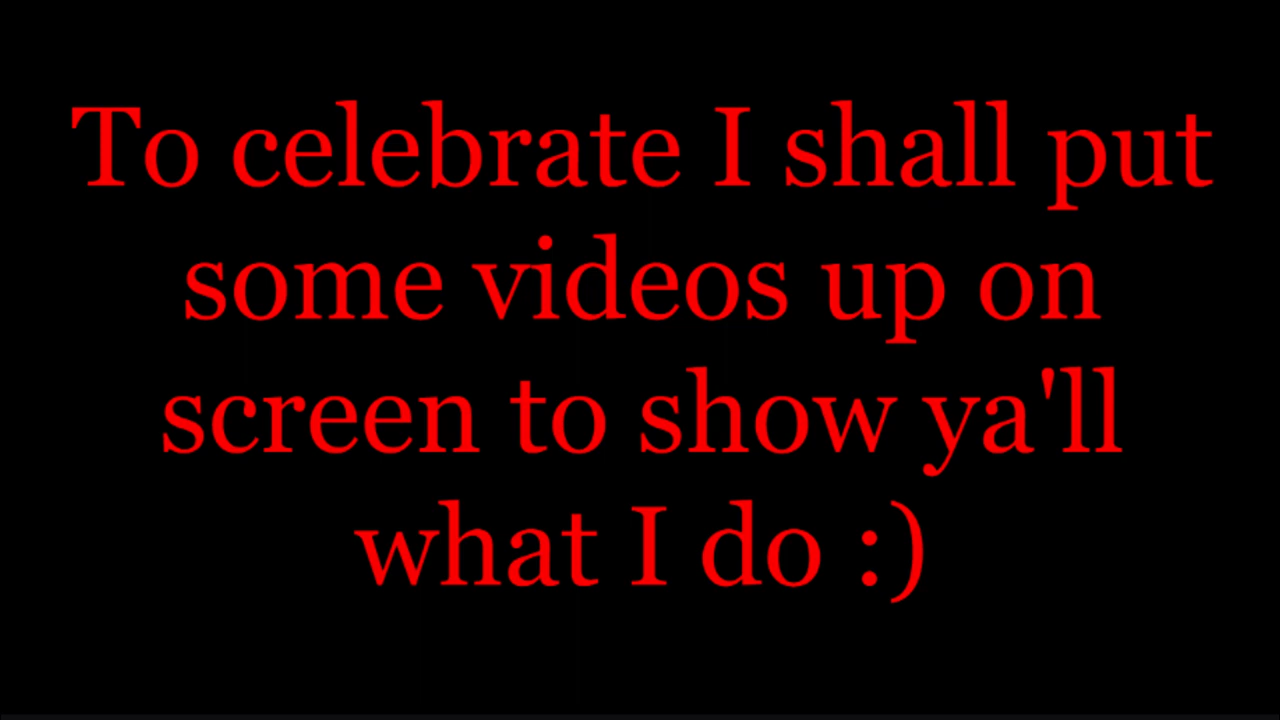 To celebrate I shall put
some videos up on
screen to show ya'll
what I do :)